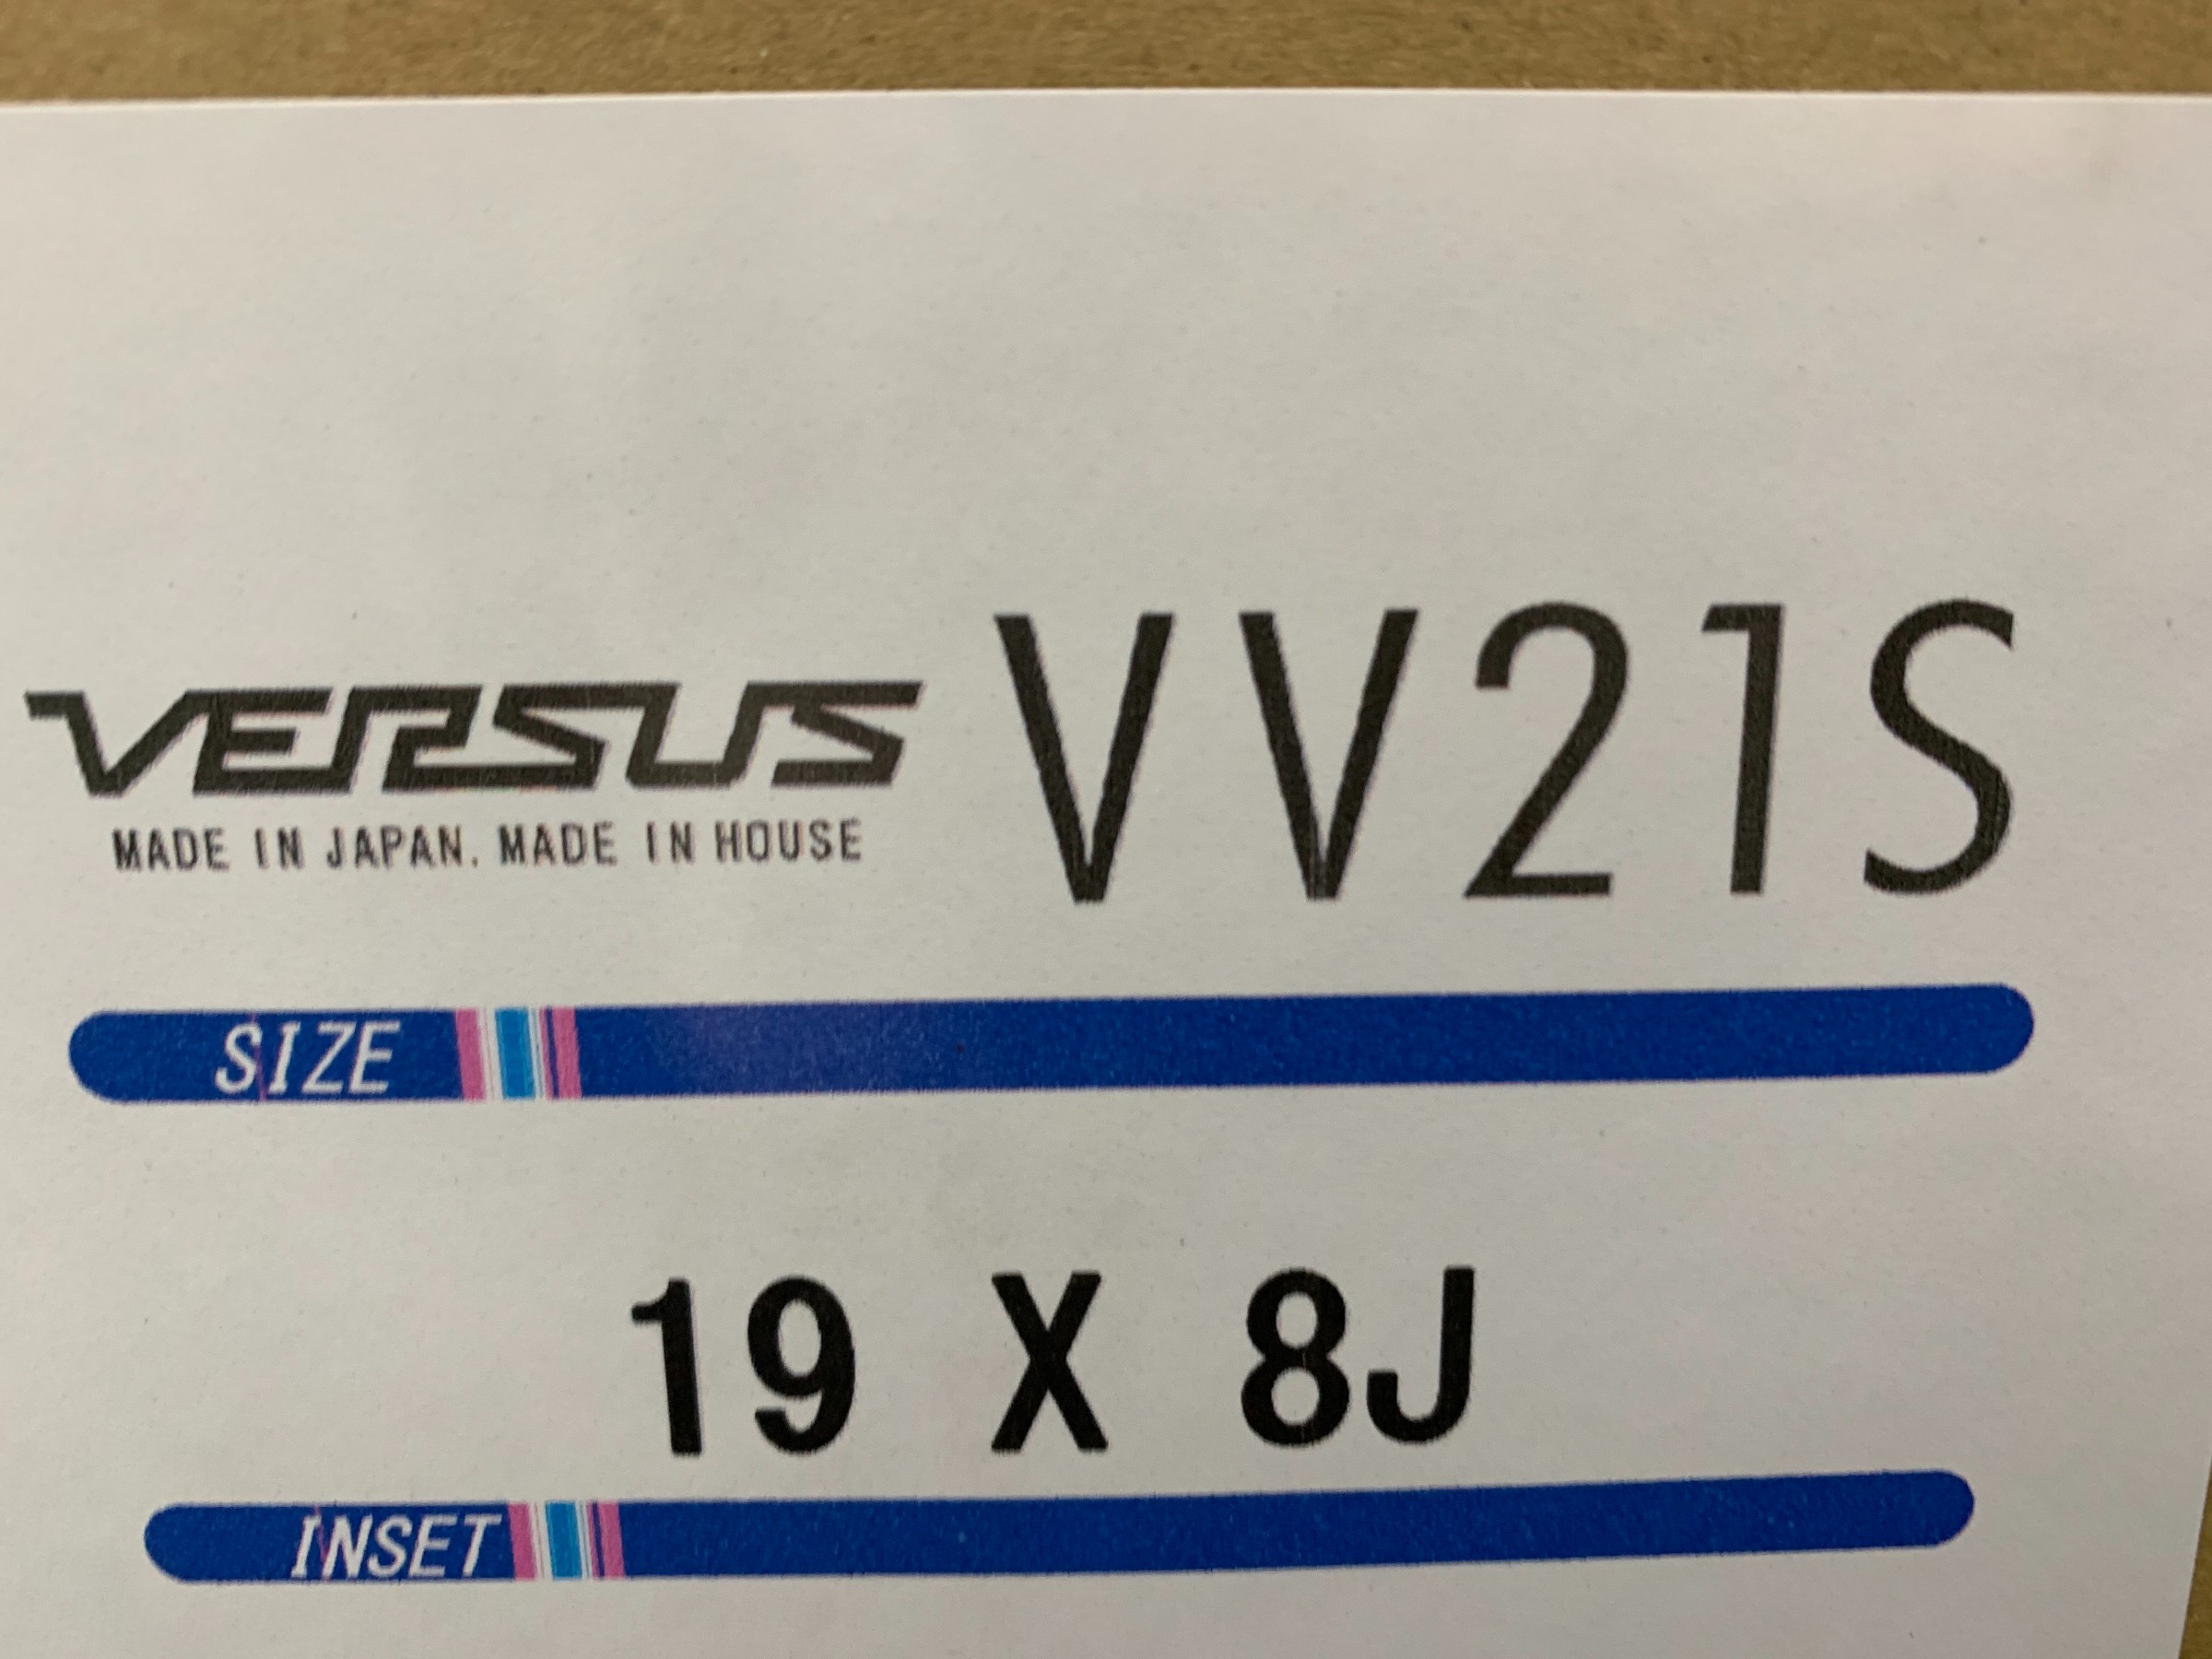 VERSUS VV21S
MADE IN JAPAN. MADE IN HOUSE
SIZE
19 X 8J
INSET